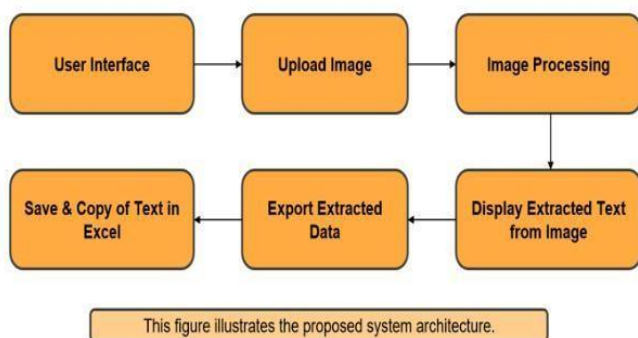 User Interface
Upload Image
Image Processing
Save & Copy of Text in
Excel
Export Extracted
Data
Display Extracted Text
from Image
This figure illustrates the proposed system architecture.